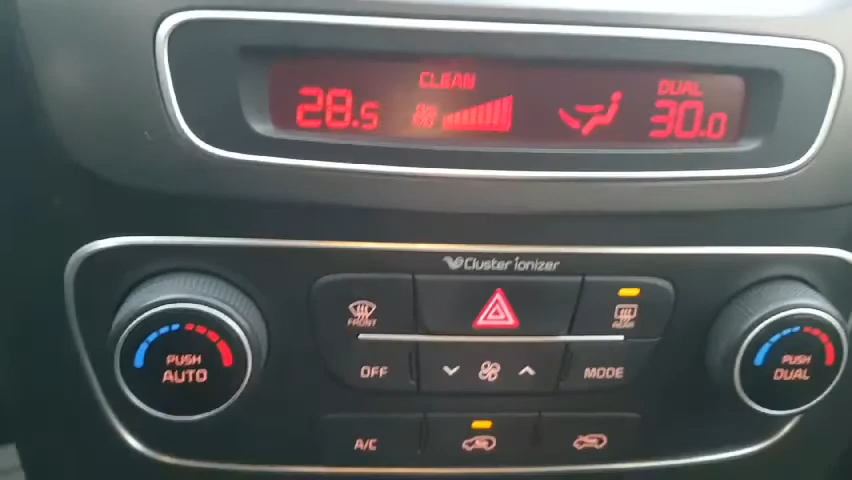 CLEAN
DUAL
28.5
30.0
Cluster ionizer
FRONT
REAR
PUSH
AUTO
OFF
MODE
PUSH
DUAL
A/C